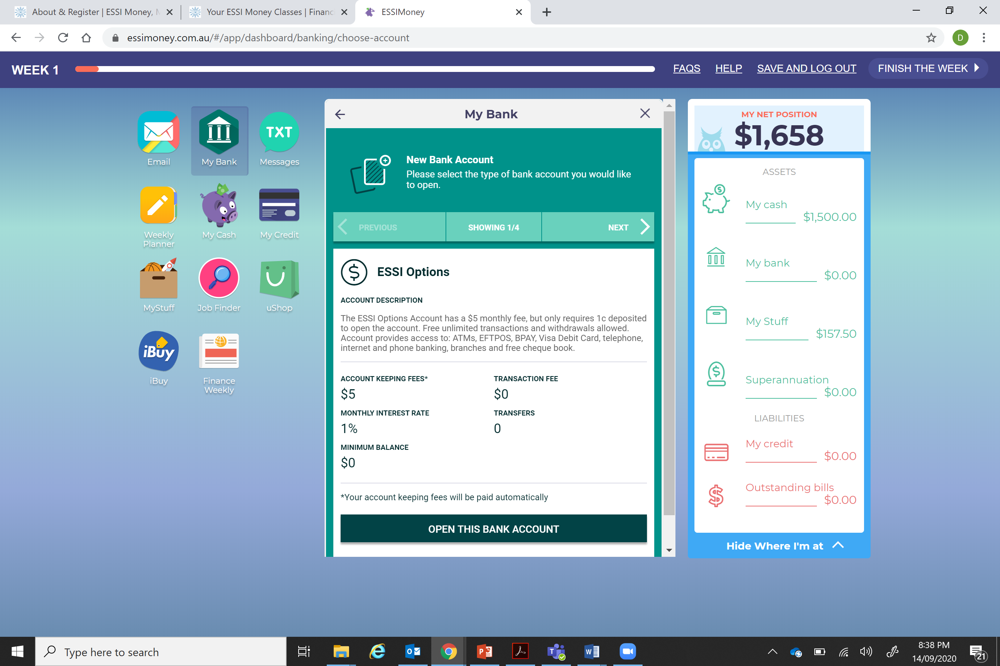 About & Register | ESSI Money, M
Your ESSI Money Classes | Financi
ESSIMoney
essimoney.com.au/#/app/dashboard/banking/choose-account
D
WEEK 1
FAQS
HELP
SAVE AND LOG OUT
FINISH THE WEEK
Email
My Bank
TXT
Messages
Weekly
Planner
My Cash
My Credit
MyStuff
Job Finder
uShop
iBuy
iBuy
Finance
Weekly
My Bank
New Bank Account
Please select the type of bank account you would like
to open.
PREVIOUS
SHOWING 1/4
NEXT
ESSI Options
ACCOUNT DESCRIPTION
The ESSI Options Account has a $5 monthly fee, but only requires 1c deposited
to open the account. Free unlimited transactions and withdrawals allowed.
Account provides access to: ATMs, EFTPOS, BPAY, Visa Debit Card, telephone,
internet and phone banking, branches and free cheque book.
ACCOUNT KEEPING FEES*
$5
TRANSACTION FEE
$0
MONTHLY INTEREST RATE
1%
TRANSFERS
0
MINIMUM BALANCE
$0
*Your account keeping fees will be paid automatically
OPEN THIS BANK ACCOUNT
MY NET POSITION
$1,658
ASSETS
My cash
$1,500.00
My bank
$0.00
My Stuff
$157.50
Superannuation
$0.00
LIABILITIES
My credit
$0.00
Outstanding bills
$0.00
Hide Where I'm at
Type here to search
8:38 PM
14/09/2020
21